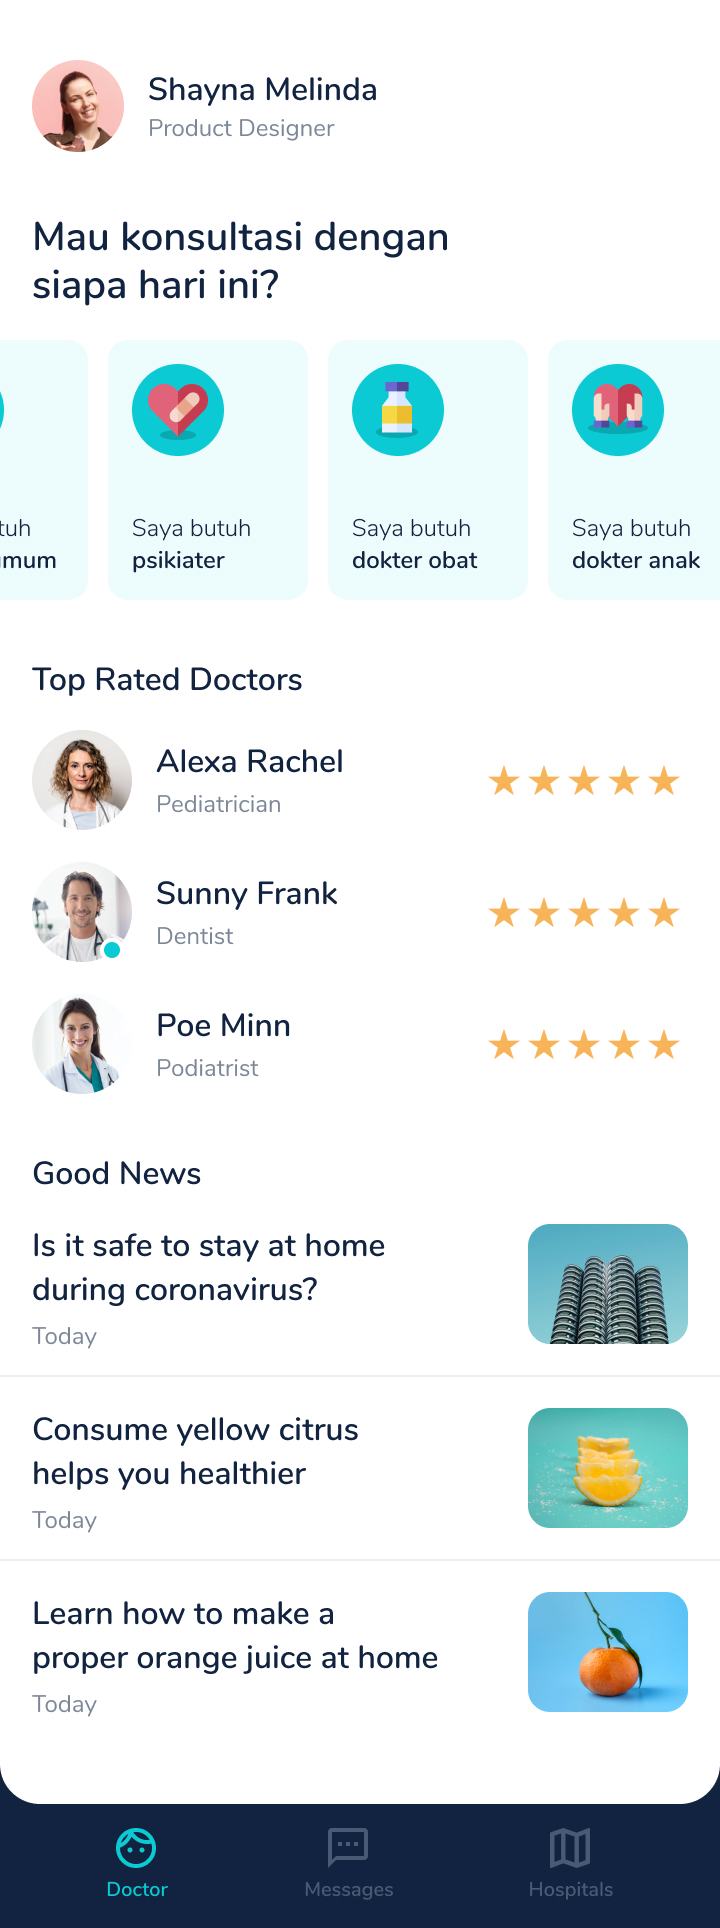 Shayna Melinda
Product Designer
Mau konsultasi dengan
siapa hari ini?
Saya butuh
psikiater
Saya butuh
dokter obat
Saya butuh
dokter anak
Top Rated Doctors
Alexa Rachel
Pediatrician
Sunny Frank
Dentist
Poe Minn
Podiatrist
Good News
Is it safe to stay at home
during coronavirus?
Today
Consume yellow citrus
helps you healthier
Today
Learn how to make a
proper orange juice at home
Today
Doctor
Messages
Hospitals